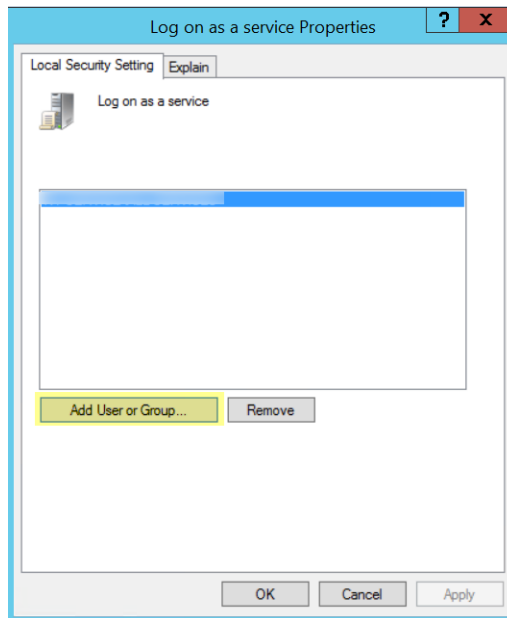 Log on as a service Properties
? X
Local Security Setting Explain
Log on as a service
Add User or Group... Remove
OK Cancel Apply